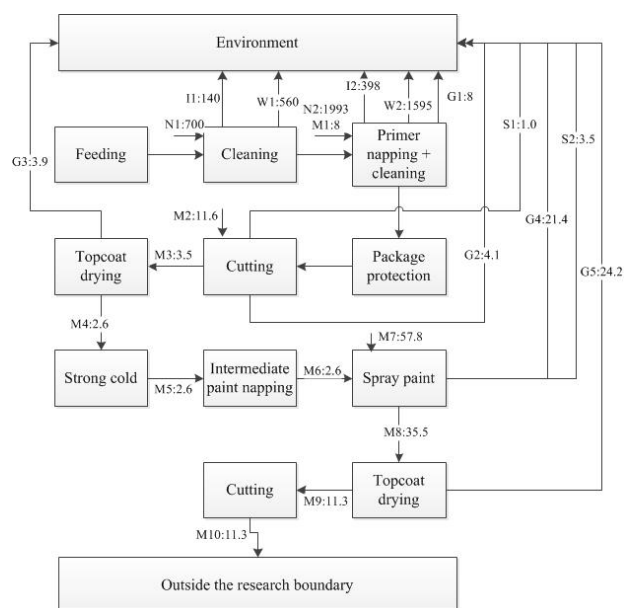 Environment
I1:140
W1:560
I2:398
W2:1595
G1:8
S1:1.0
S2:3.5
N1:700
N2:1993
M1:8
G3:3.9
Feeding
Cleaning
Primer
napping +
cleaning
G4:21.4
G2:4.1
G5:24.2
M2:11.6
Topcoat
drying
M3:3.5
Cutting
Package
protection
M4:2.6
M7:57.8
Strong cold
M5:2.6
Intermediate
paint napping
M6:2.6
Spray paint
M8:35.5
Cutting
M9:11.3
Topcoat
drying
M10:11.3
Outside the research boundary